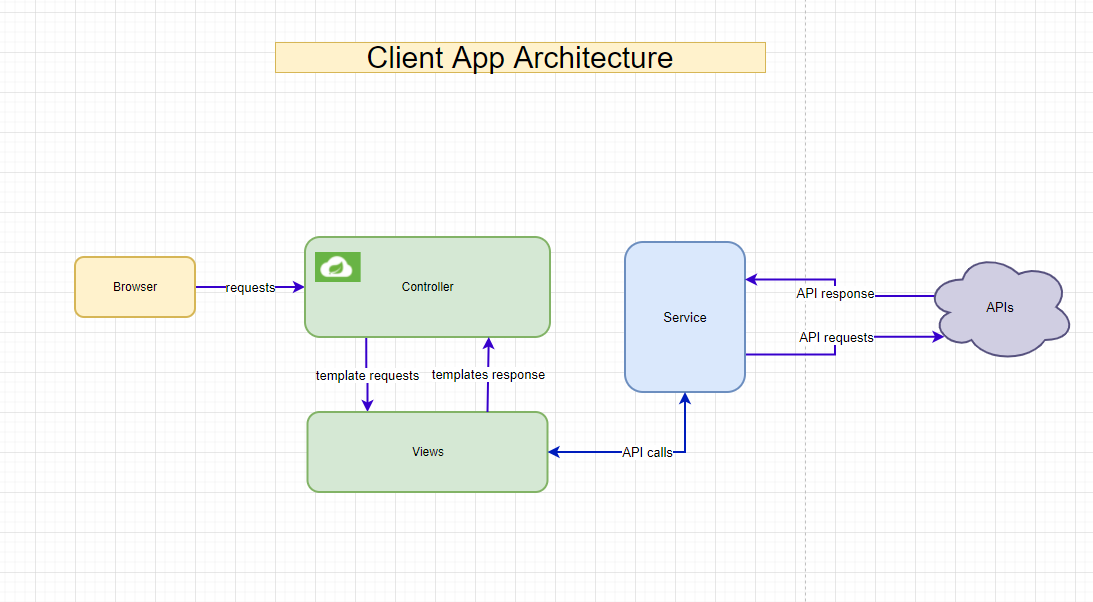 Client App Architecture
Browser
requests
Controller
Service
API response
APIs
API requests
template requests
templates response
Views
API calls